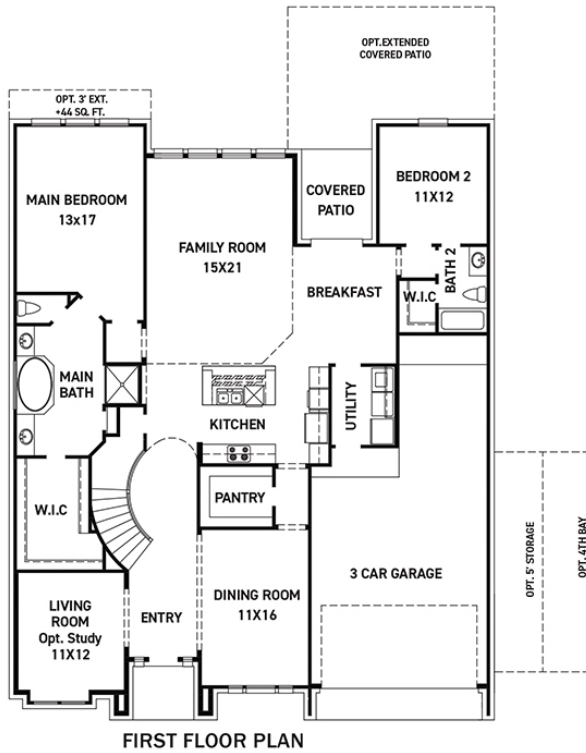 OPT.EXTENDED
COVERED PATIO
OPT. 3' EXT.
+44 SQ. FT.
MAIN BEDROOM
13x17
COVERED
PATIO
BEDROOM 2
11X12
FAMILY ROOM
15X21
BREAKFAST
BATH 2
W.I.C
MAIN
BATH
KITCHEN
UTILITY
W.I.C
PANTRY
LIVING
ROOM
Opt. Study
11X12
ENTRY
DINING ROOM
11X16
3 CAR GARAGE
OPT. 5' STORAGE
OPT. 4TH BAY
FIRST FLOOR PLAN